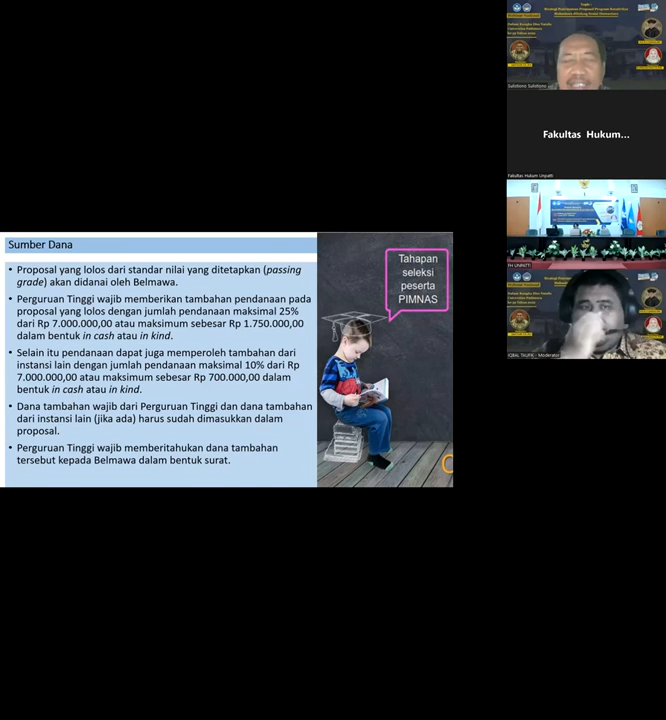 Sumber Dana
• Proposal yang lolos dari standar nilai yang ditetapkan (passing
grade) akan didanai oleh Belmawa.
• Perguruan Tinggi wajib memberikan tambahan pendanaan pada
proposal yang lolos dengan jumlah pendanaan maksimal 25%
dari Rp 7.000.000,00 atau maksimum sebesar Rp 1.750.000,00
dalam bentuk in cash atau in kind.
• Selain itu pendanaan dapat juga memperoleh tambahan dari
instansi lain dengan jumlah pendanaan maksimal 10% dari Rp
7.000.000,00 atau maksimum sebesar Rp 700.000,00 dalam
bentuk in cash atau in kind.
• Dana tambahan wajib dari Perguruan Tinggi dan dana tambahan
dari instansi lain (jika ada) harus sudah dimasukkan dalam
proposal.
• Perguruan Tinggi wajib memberitahukan dana tambahan
tersebut kepada Belmawa dalam bentuk surat.
Tahapan
seleksi
peserta
PIMNAS
Fakultas Hukum...
Fakultas Hukum Unpatti
FH UNPATTI
IQBAL TAUFIK - Moderator